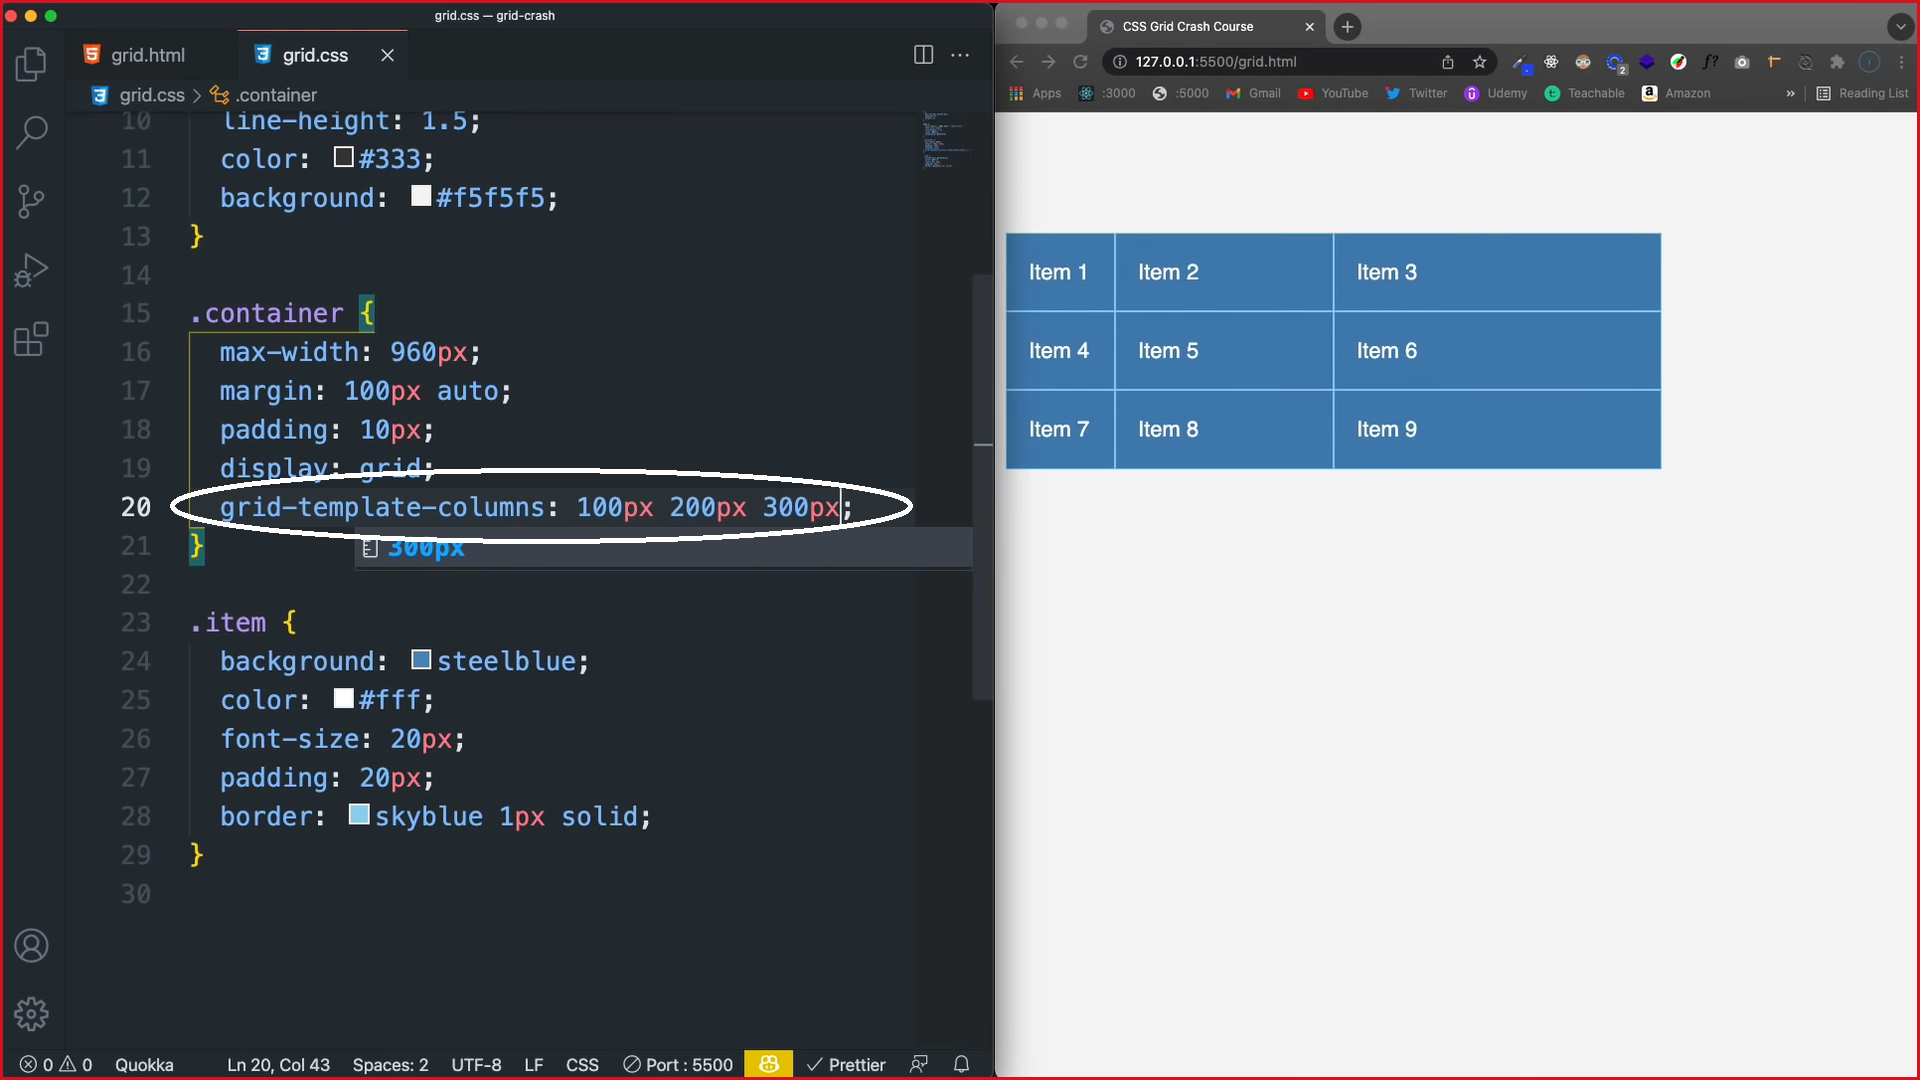 grid.css — grid-crash
grid.html
grid.css
grid.css > .container
10 line-height: 1.5;
11 color: #333;
12 background: #f5f5f5;
13 }
14
15 .container {
16 max-width: 960px;
17 margin: 100px auto;
18 padding: 10px;
19 display: grid;
20 grid-template-columns: 100px 200px 300px;
21 }
300px
22
23 .item {
24 background: steelblue;
25 color: #fff;
26 font-size: 20px;
27 padding: 20px;
28 border: skyblue 1px solid;
29 }
30
0 0 Quokka Ln 20, Col 43 Spaces: 2 UTF-8 LF CSS Port : 5500 Prettier
CSS Grid Crash Course
127.0.0.1:5500/grid.html
f? 2
Apps :3000 :5000 Gmail YouTube Twitter Udemy Teachable Amazon » Reading List
Item 1 Item 2 Item 3
Item 4 Item 5 Item 6
Item 7 Item 8 Item 9